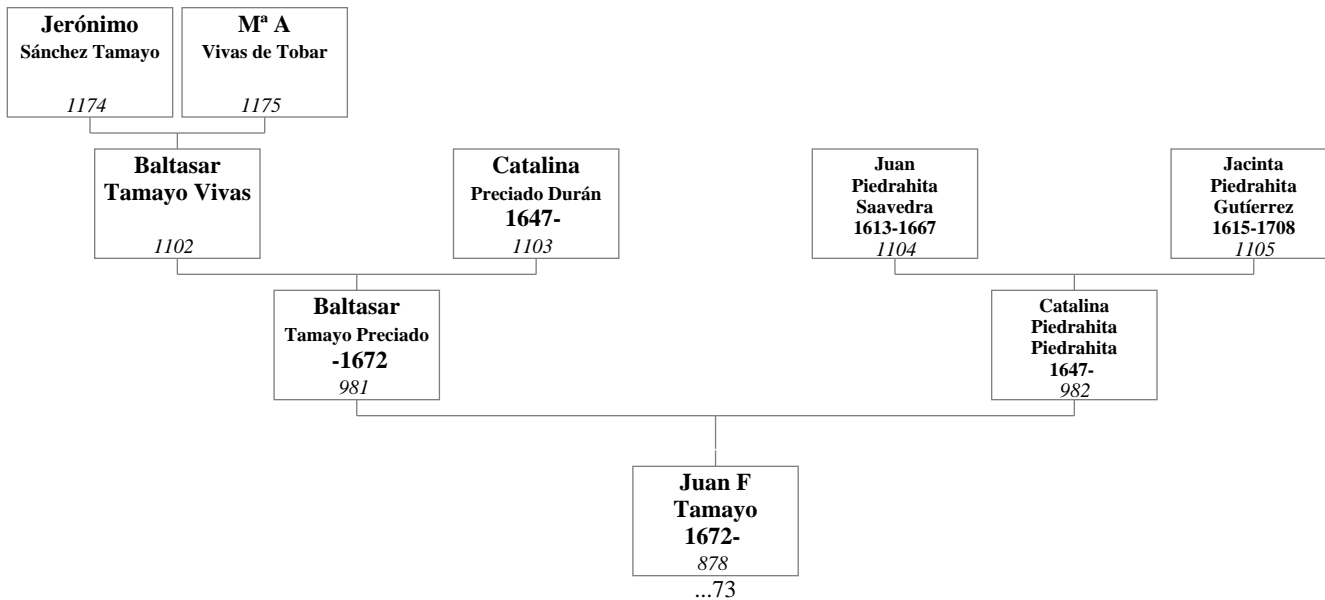 Jerónimo
Sánchez Tamayo
1174
Mª A
Vivas de Tobar
1175
Baltasar
Tamayo Vivas
1102
Catalina
Preciado Durán
1647-
1103
Juan
Piedrahita
Saavedra
1613-1667
1104
Jacinta
Piedrahita
Gutíerrez
1615-1708
1105
Baltasar
Tamayo Preciado
-1672
981
Catalina
Piedrahita
Piedrahita
1647-
982
Juan F
Tamayo
1672-
878
...73